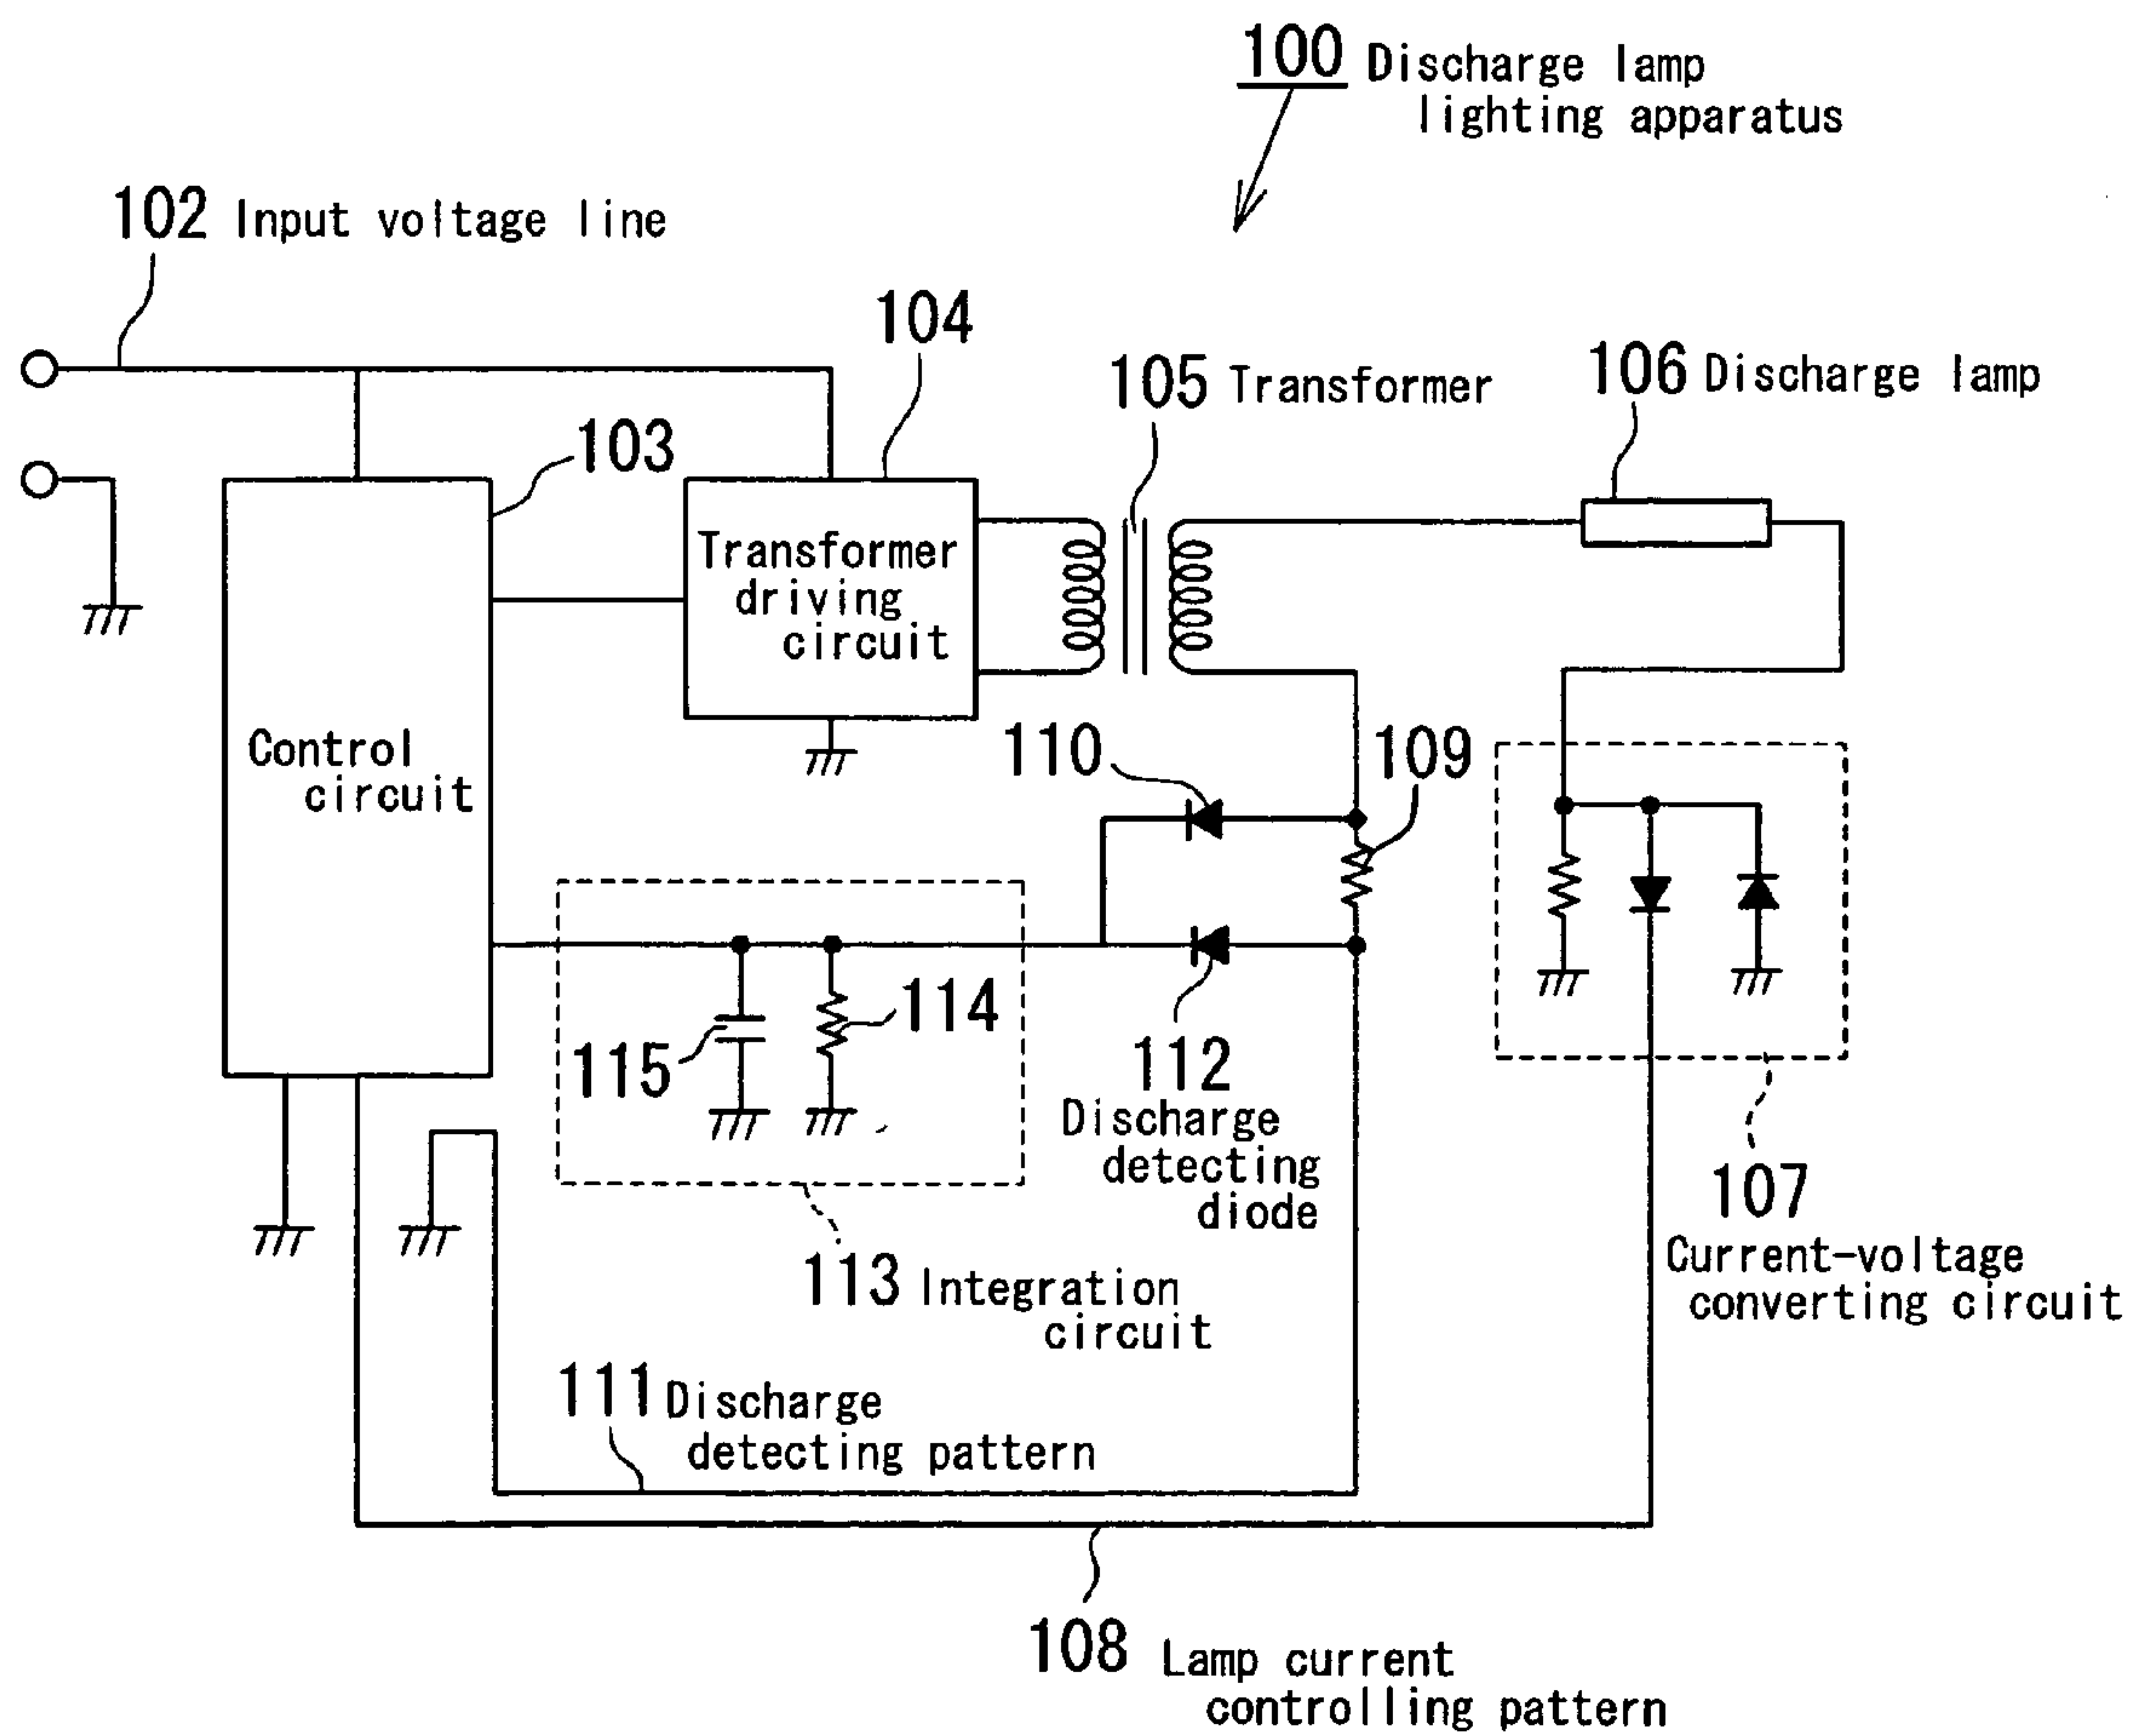 100 Discharge lamp
lighting apparatus
102 Input voltage line
104
105 Transformer
106 Discharge lamp
103
Transformer
driving
circuit
Control
circuit
110
109
114
115
112
Discharge
detecting
diode
107
Current-voltage
converting circuit
113 Integration
circuit
111 Discharge
detecting pattern
108 Lamp current
controlling pattern